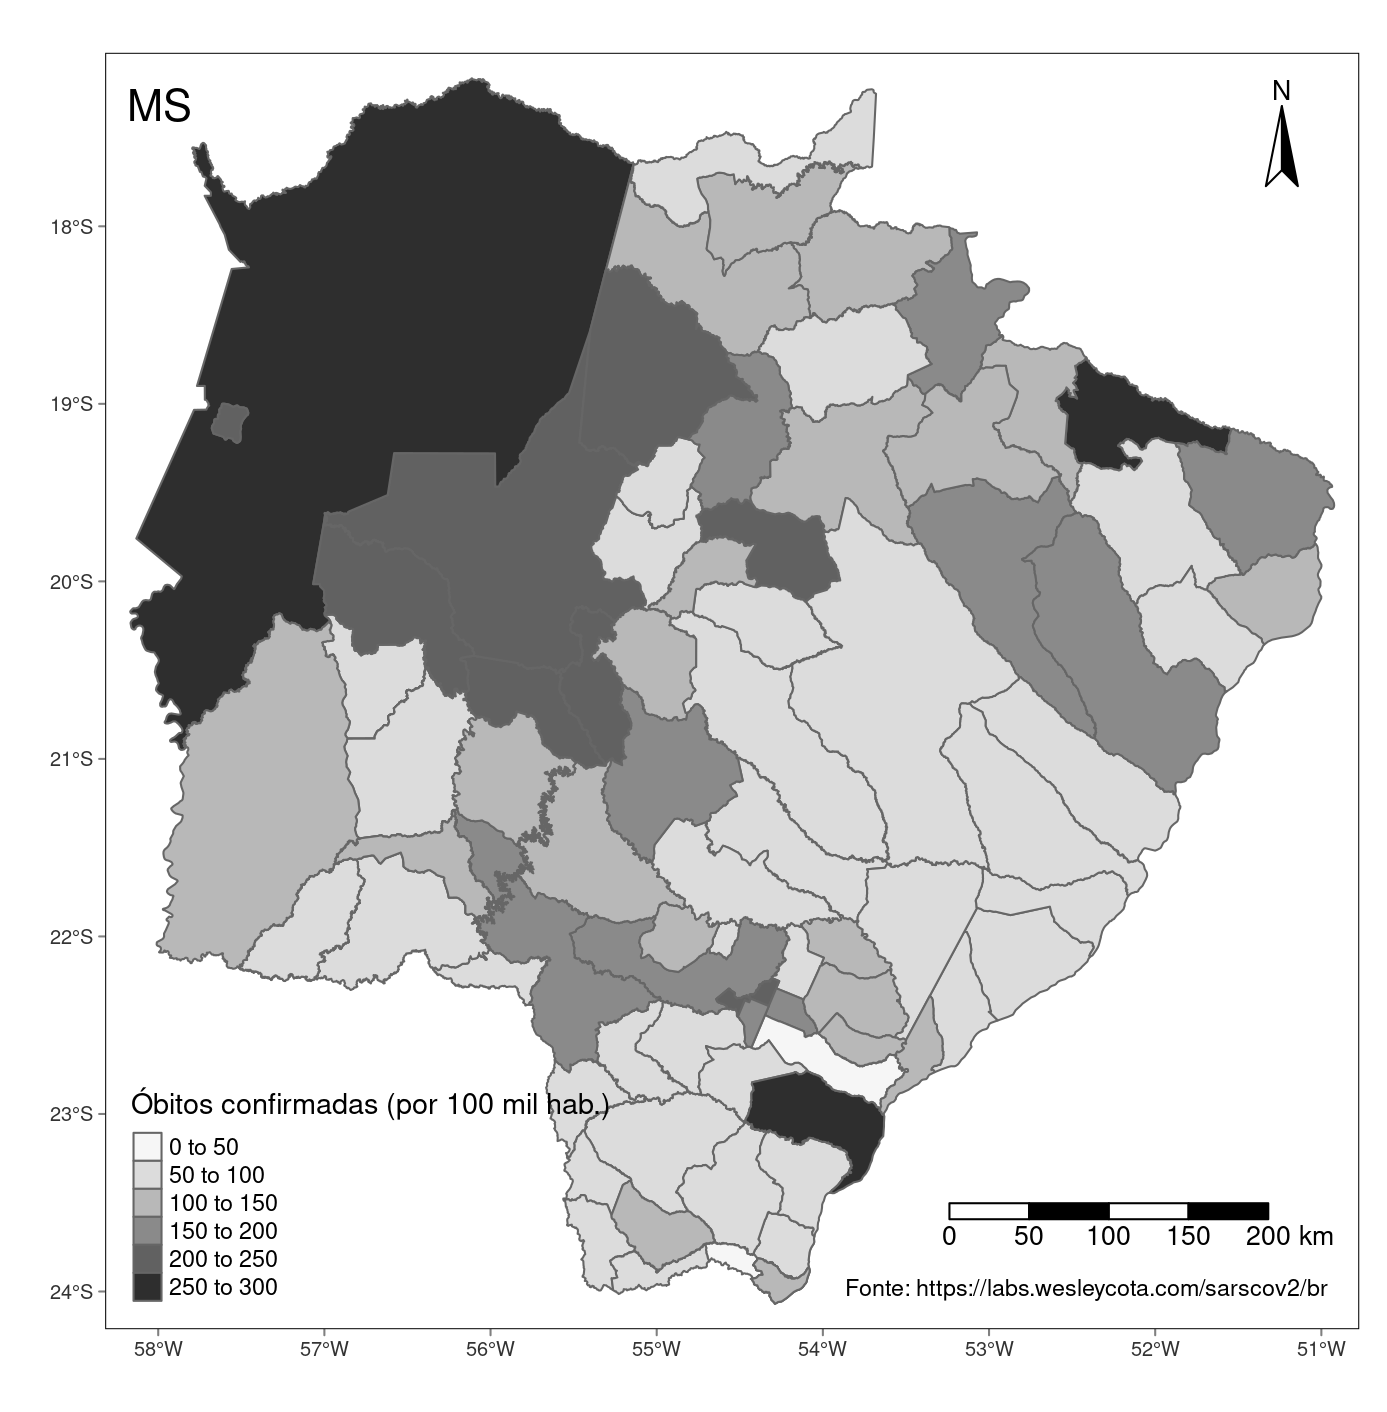 MS
N
18°S
19°S
20°S
21°S
22°S
23°S
24°S
Óbitos confirmadas (por 100 mil hab.)
0 to 50
50 to 100
100 to 150
150 to 200
200 to 250
250 to 300
0 50 100 150 200 km
Fonte: https://labs.wesleycota.com/sarscov2/br
58°W 57°W 56°W 55°W 54°W 53°W 52°W 51°W